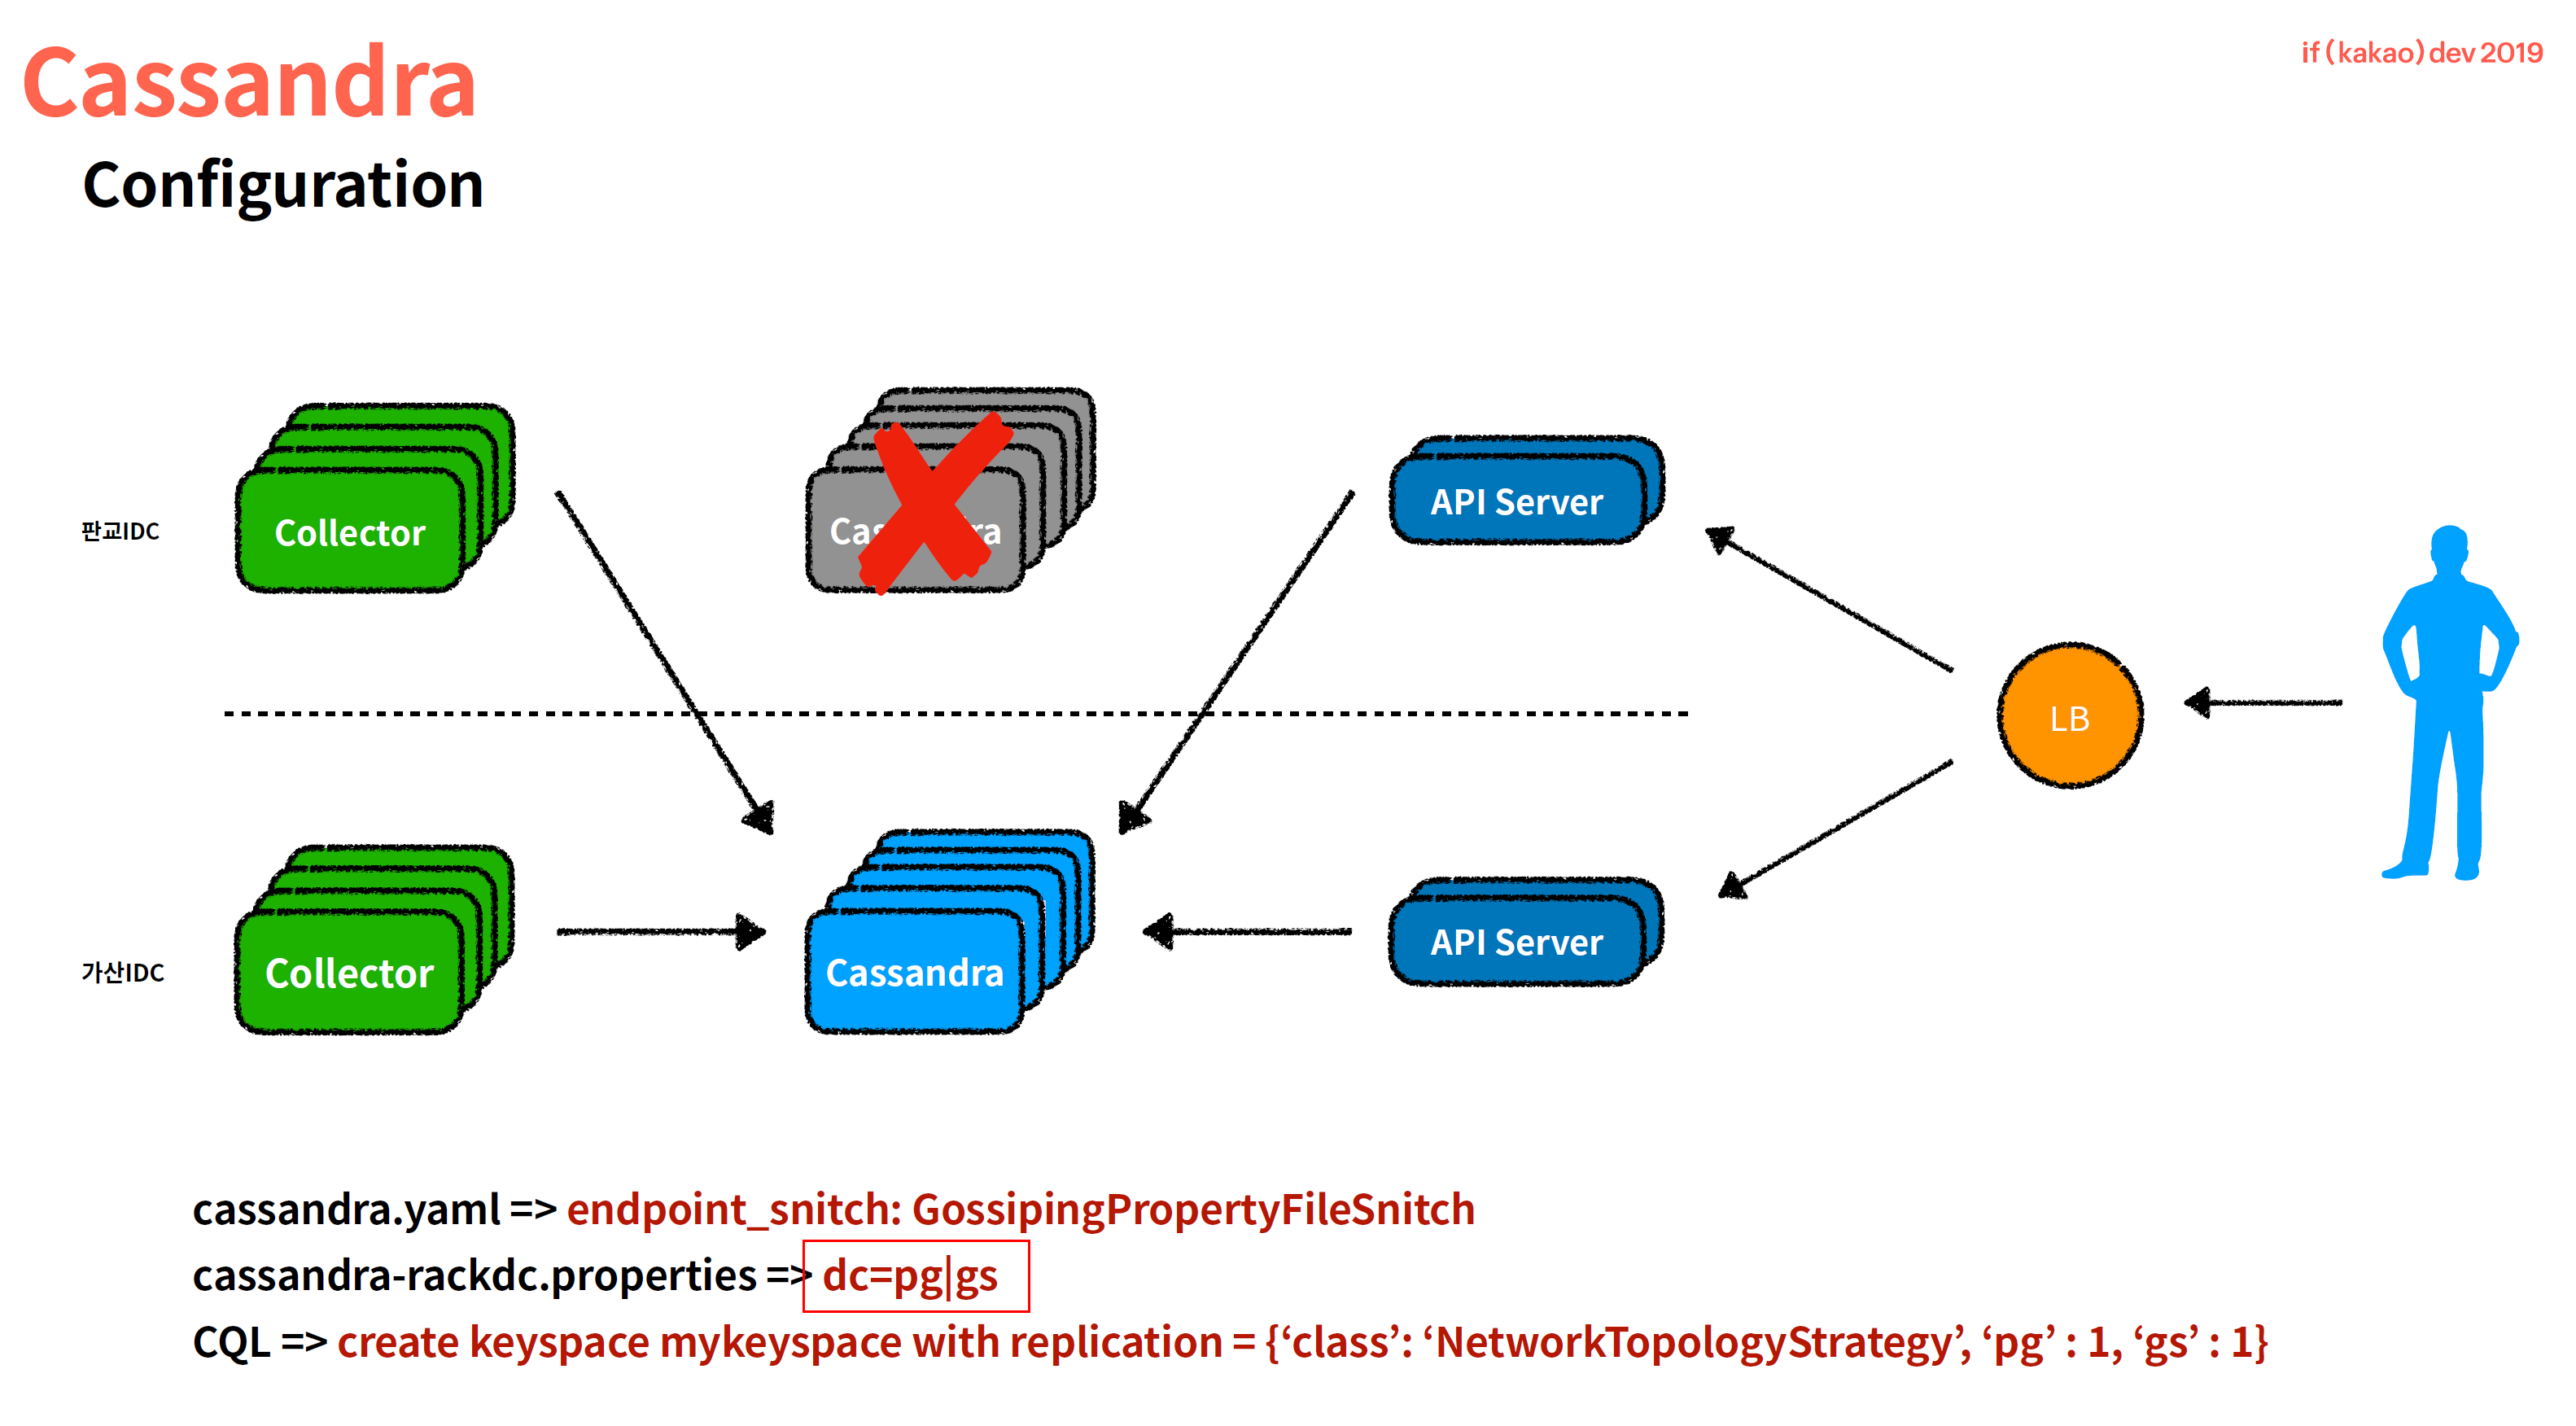 Cassandra
if(kakao)dev 2019
Configuration
판교IDC
Collector
Cas ra
API Server
LB
가산IDC
Collector
Cassandra
API Server
cassandra.yaml => endpoint_snitch: GossipingPropertyFileSnitch
cassandra-rackdc.properties => dc=pg|gs
CQL => create keyspace mykeyspace with replication = {‘class’: ‘NetworkTopologyStrategy’, ‘pg’ : 1, ‘gs’ : 1}